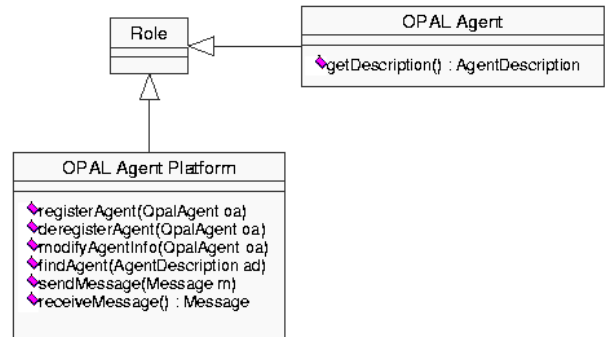 Role
OPAL Agent
getDescription() : AgentDescription
OPAL Agent Platform
registerAgent(OpalAgent oa)
deregisterAgent(OpalAgent oa)
modifyAgentInfo(OpalAgent oa)
findAgent(AgentDescription ad)
sendMessage(Message m)
receiveMessage() : Message